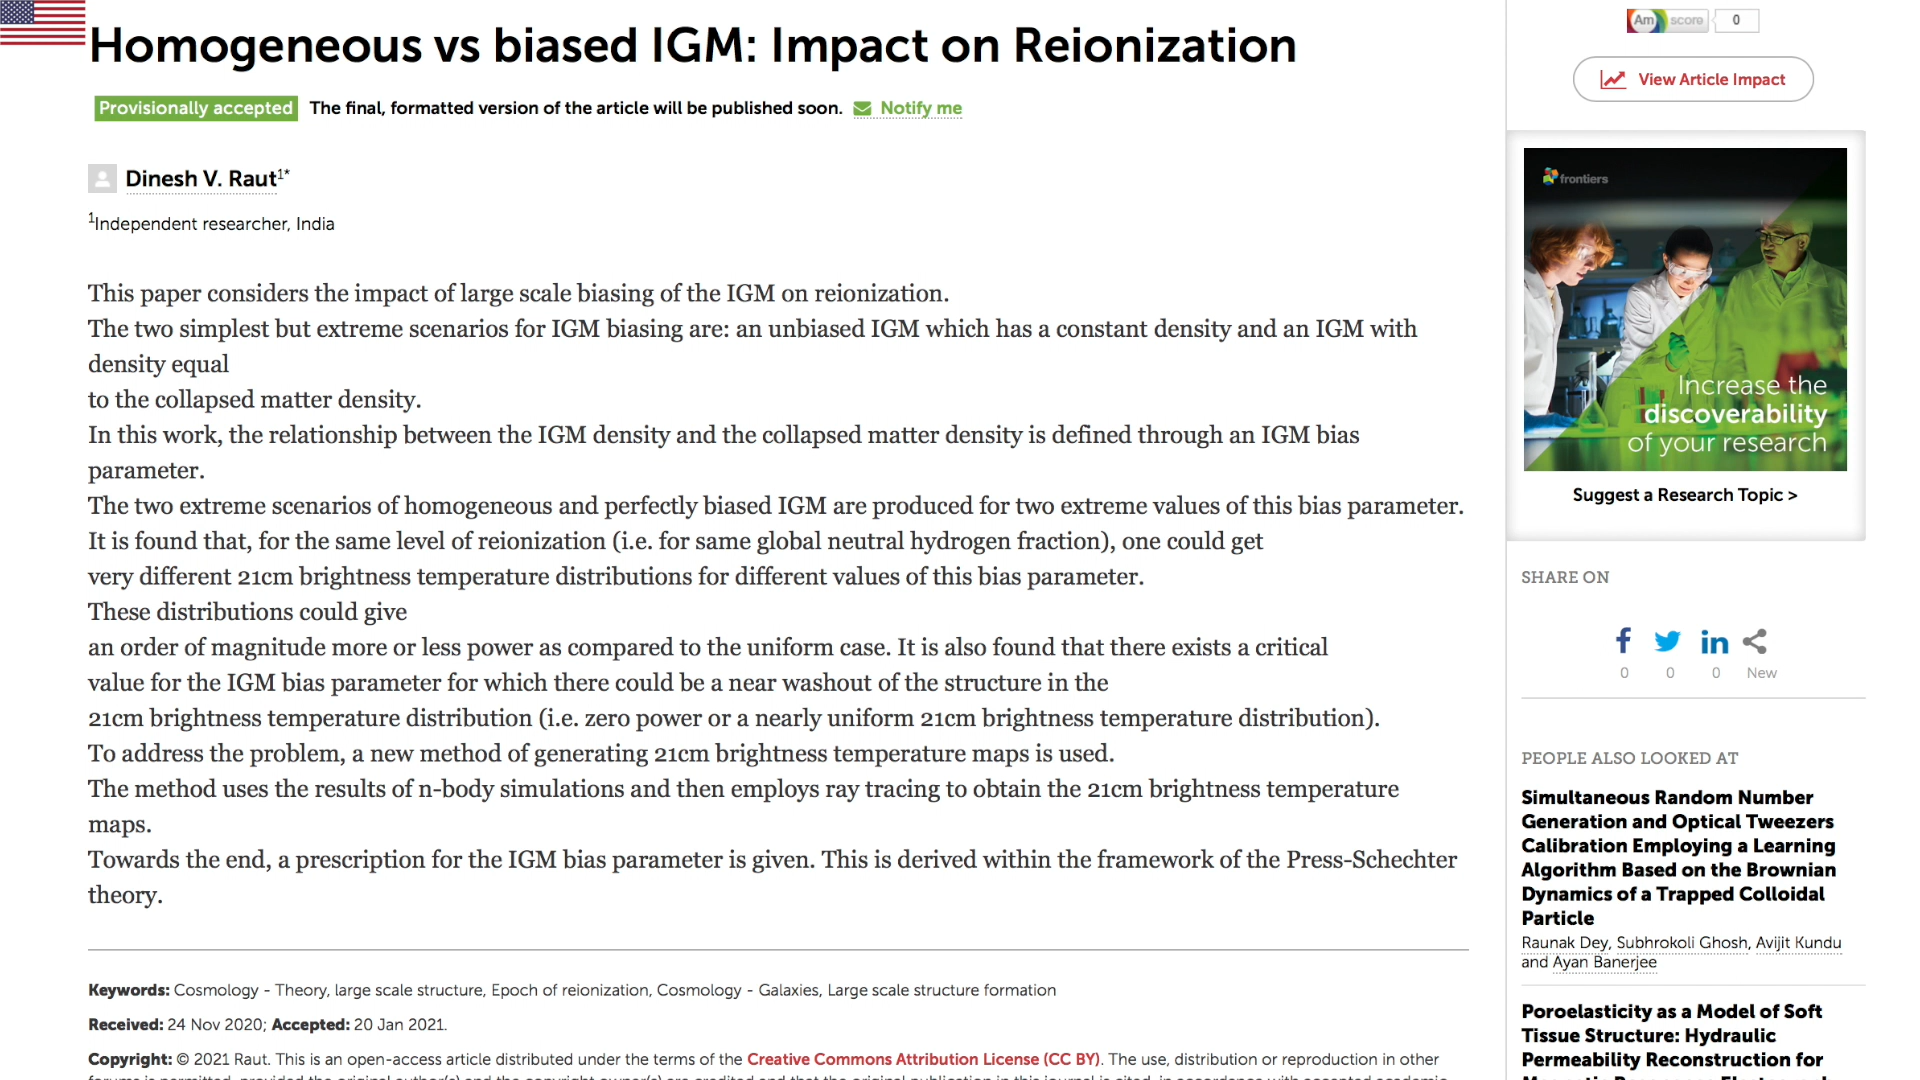 Homogeneous vs biased IGM: Impact on Reionization
Provisionally accepted The final, formatted version of the article will be published soon. Notify me
Dinesh V. Raut1*
1Independent researcher, India
This paper considers the impact of large scale biasing of the IGM on reionization.
The two simplest but extreme scenarios for IGM biasing are: an unbiased IGM which has a constant density and an IGM with
density equal
to the collapsed matter density.
In this work, the relationship between the IGM density and the collapsed matter density is defined through an IGM bias
parameter.
The two extreme scenarios of homogeneous and perfectly biased IGM are produced for two extreme values of this bias parameter.
It is found that, for the same level of reionization (i.e. for same global neutral hydrogen fraction), one could get
very different 21cm brightness temperature distributions for different values of this bias parameter.
These distributions could give
an order of magnitude more or less power as compared to the uniform case. It is also found that there exists a critical
value for the IGM bias parameter for which there could be a near washout of the structure in the
21cm brightness temperature distribution (i.e. zero power or a nearly uniform 21cm brightness temperature distribution).
To address the problem, a new method of generating 21cm brightness temperature maps is used.
The method uses the results of n-body simulations and then employs ray tracing to obtain the 21cm brightness temperature
maps.
Towards the end, a prescription for the IGM bias parameter is given. This is derived within the framework of the Press-Schechter
theory.
Keywords: Cosmology - Theory, large scale structure, Epoch of reionization, Cosmology - Galaxies, Large scale structure formation
Received: 24 Nov 2020; Accepted: 20 Jan 2021.
Copyright: © 2021 Raut. This is an open-access article distributed under the terms of the Creative Commons Attribution License (CC BY). The use, distribution or reproduction in other
Am score 0
View Article Impact
frontiers
Increase the
discoverability
of your research
Suggest a Research Topic >
SHARE ON
f in
0 0 0 New
PEOPLE ALSO LOOKED AT
Simultaneous Random Number
Generation and Optical Tweezers
Calibration Employing a Learning
Algorithm Based on the Brownian
Dynamics of a Trapped Colloidal
Particle
Raunak Dey, Subhrokoli Ghosh, Avijit Kundu
and Ayan Banerjee
Poroelasticity as a Model of Soft
Tissue Structure: Hydraulic
Permeability Reconstruction for